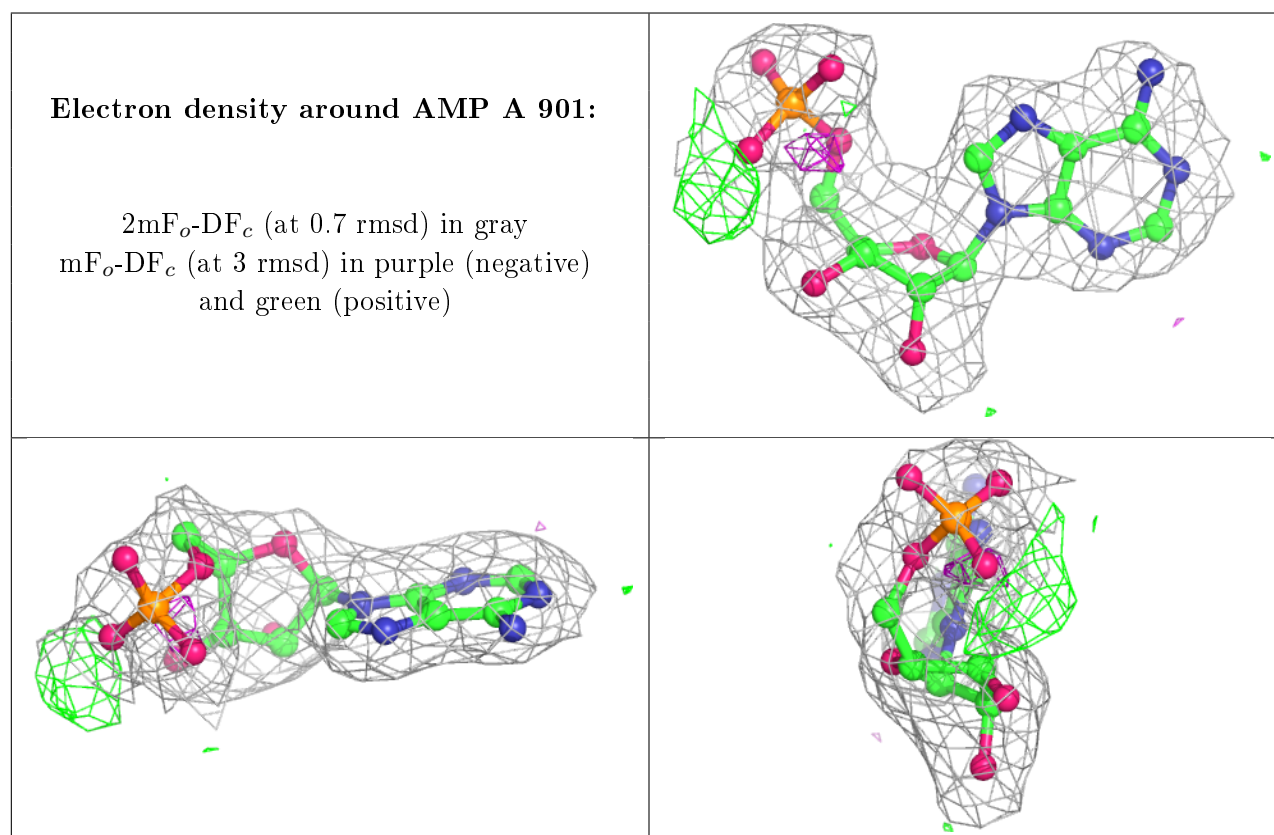 Electron density around AMP A 901:
2mFo-DFc (at 0.7 rmsd) in gray
mFo-DFc (at 3 rmsd) in purple (negative)
and green (positive)